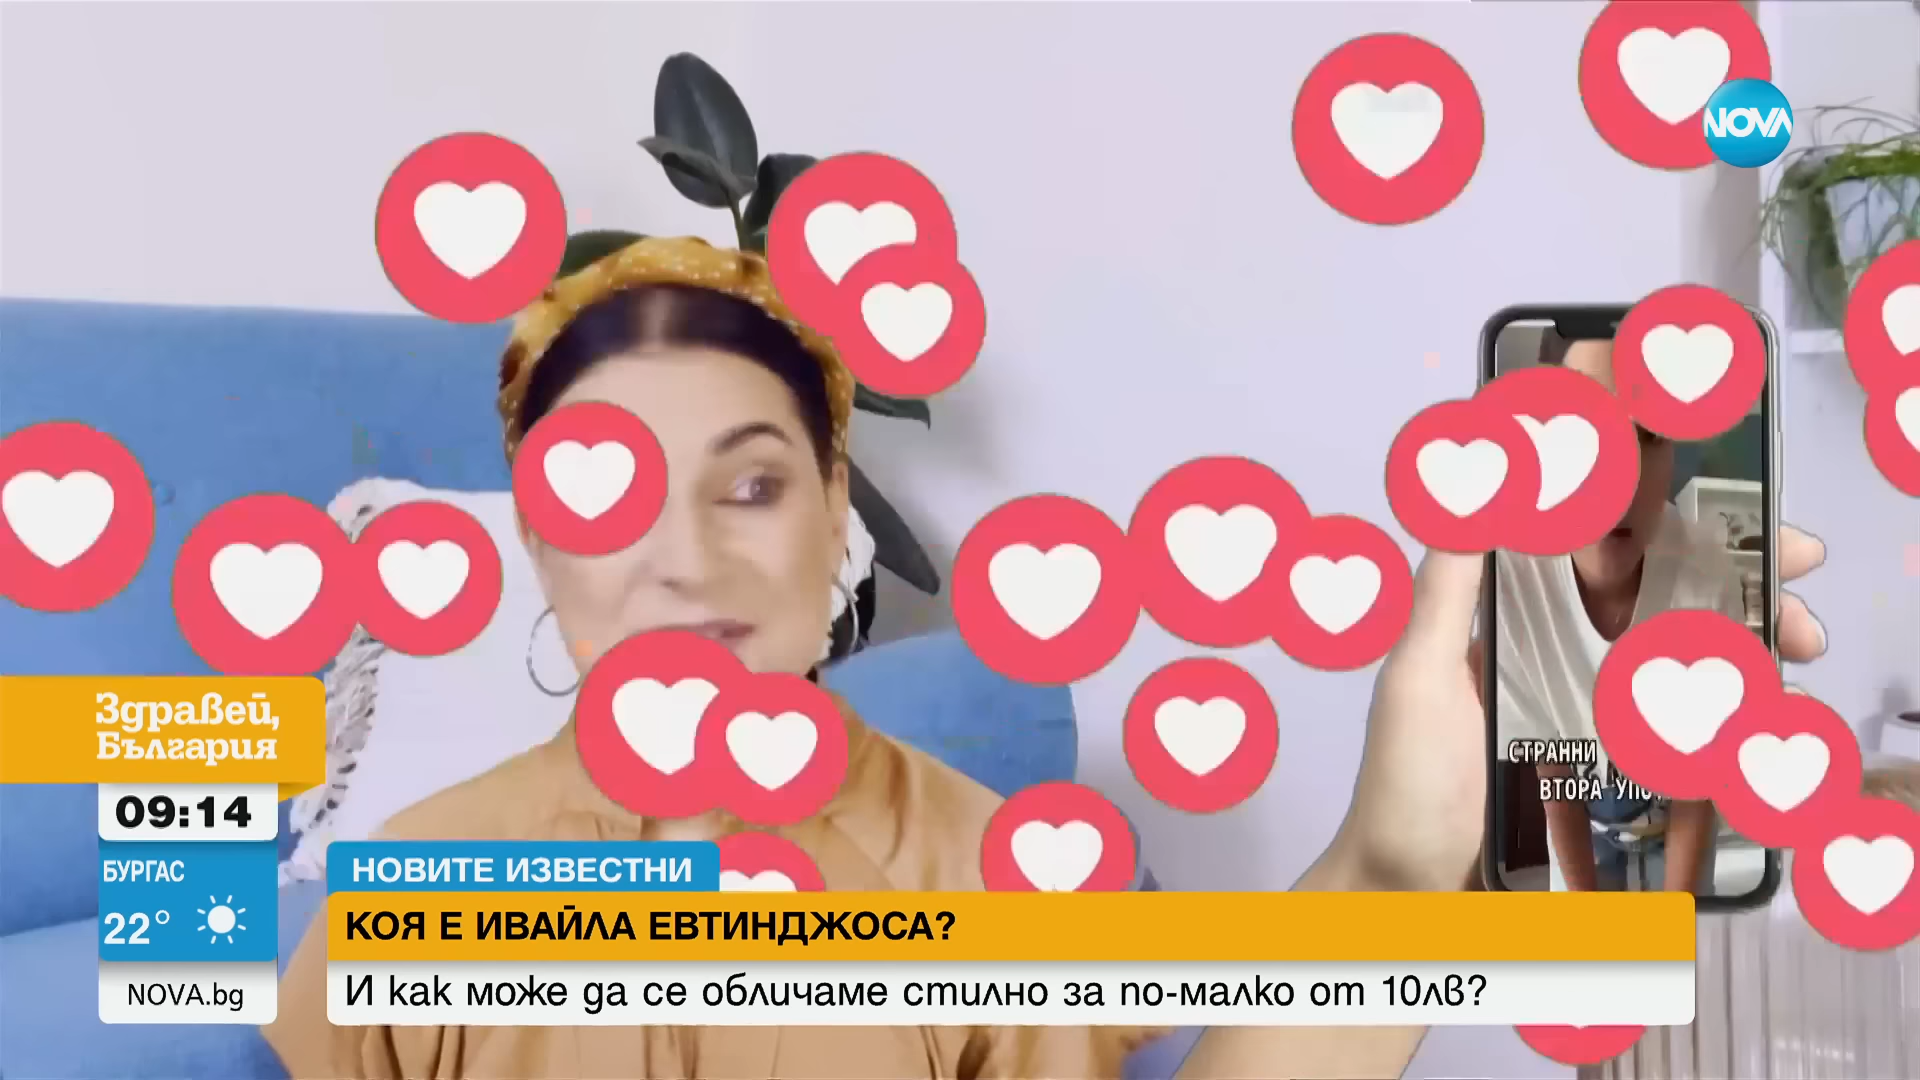 NOVA
СТРАННИ
ВТОРА
Здравей,
България
09:14
БУРГАС
22°
NOVA.bg
НОВИТЕ ИЗВЕСТНИ
КОЯ Е ИВАЙЛА ЕВТИНДЖОСА?
И как може да се обличаме стилно за по-малко от 10лв?